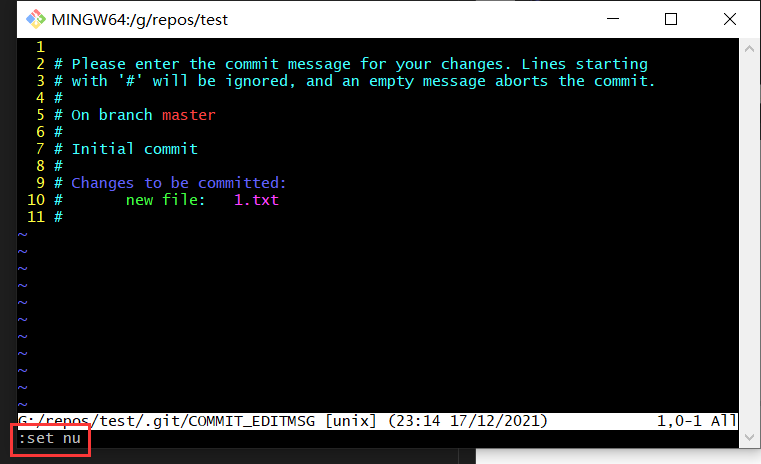 MINGW64:/g/repos/test
1
2 # Please enter the commit message for your changes. Lines starting
3 # with '#' will be ignored, and an empty message aborts the commit.
4 #
5 # On branch master
6 #
7 # Initial commit
8 #
9 # Changes to be committed:
10 #       new file:   1.txt
11 #
~
~
~
~
~
~
~
~
~
~
~
G:/repos/test/.git/COMMIT_EDITMSG [unix] (23:14 17/12/2021) 1,0-1 All
:set nu